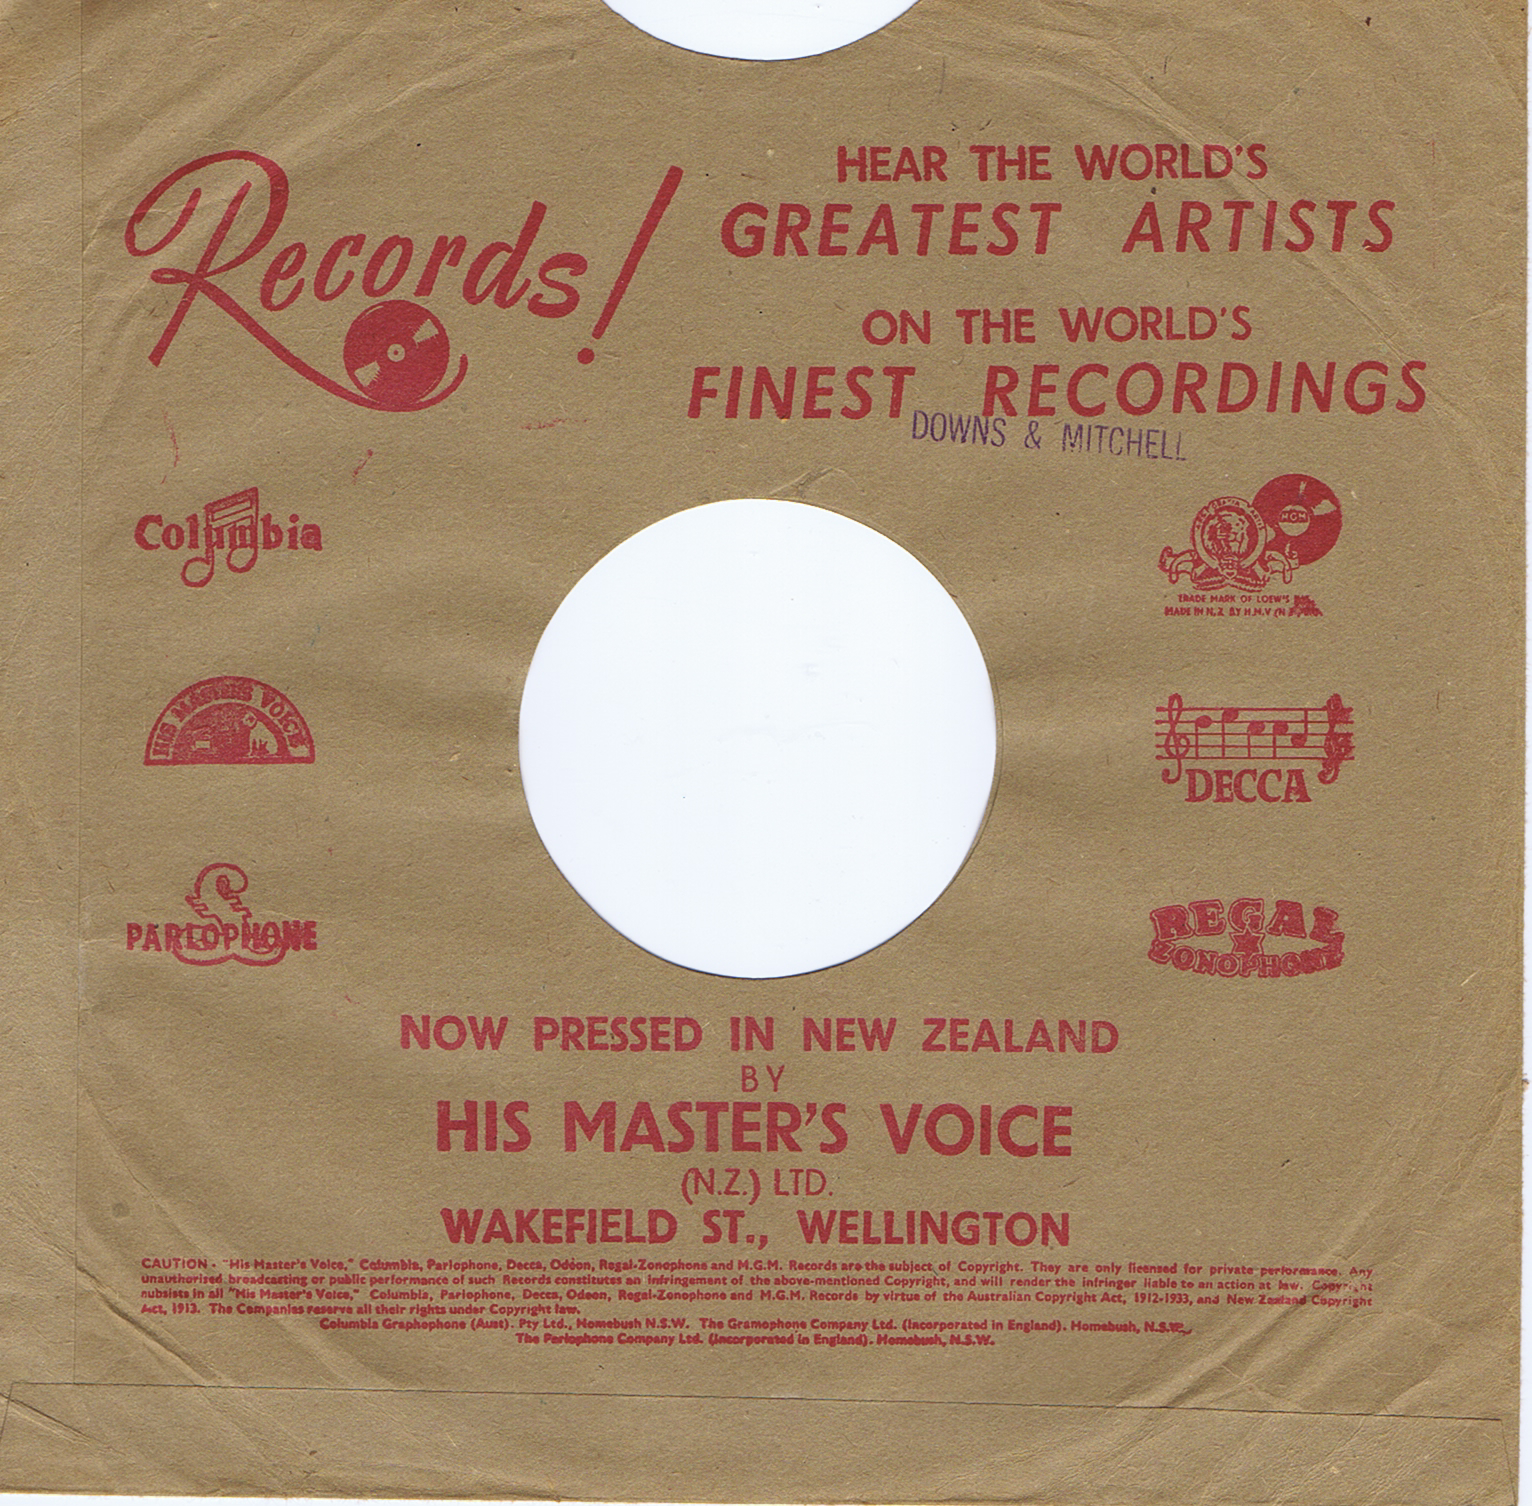 Records!
HEAR THE WORLD'S
GREATEST ARTISTS
ON THE WORLD'S
FINEST RECORDINGS
DOWNS & MITCHELL
Columbia
MGM
TRADE MARK OF LOEW'S
MADE IN N.Z. BY H.M.V (N
HIS MASTER'S VOICE
DECCA
PARLOPHONE
REGAL
ZONOPHONE
NOW PRESSED IN NEW ZEALAND
BY
HIS MASTER'S VOICE
(N.Z.) LTD.
WAKEFIELD ST., WELLINGTON
CAUTION - "His Master's Voice," Columbia, Parlophone, Decca, Odeon, Regal-Zonophone and M.G.M. Records are the subject of Copyright. They are only licensed for private performance. Any
unauthorised broadcasting or public performance of such Records constitutes an infringement of the above-mentioned Copyright, and will render the infringer liable to an action at law. Copyright
nubsists in all "His Master's Voice," Columbia, Parlophone, Decca, Odeon, Regal-Zonophone and M.G.M. Records by virtue of the Australian Copyright Act, 1912-1933, and New Zealand Copyright
Act, 1913. The Companies reserve all their rights under Copyright law.
Columbia Graphophone (Aust). Pty Ltd., Homebush N.S.W. The Gramophone Company Ltd. (Incorporated in England). Homebush, N.S.W.,
The Parlophone Company Ltd. (Incorporated in England). Homebush, N.S.W.